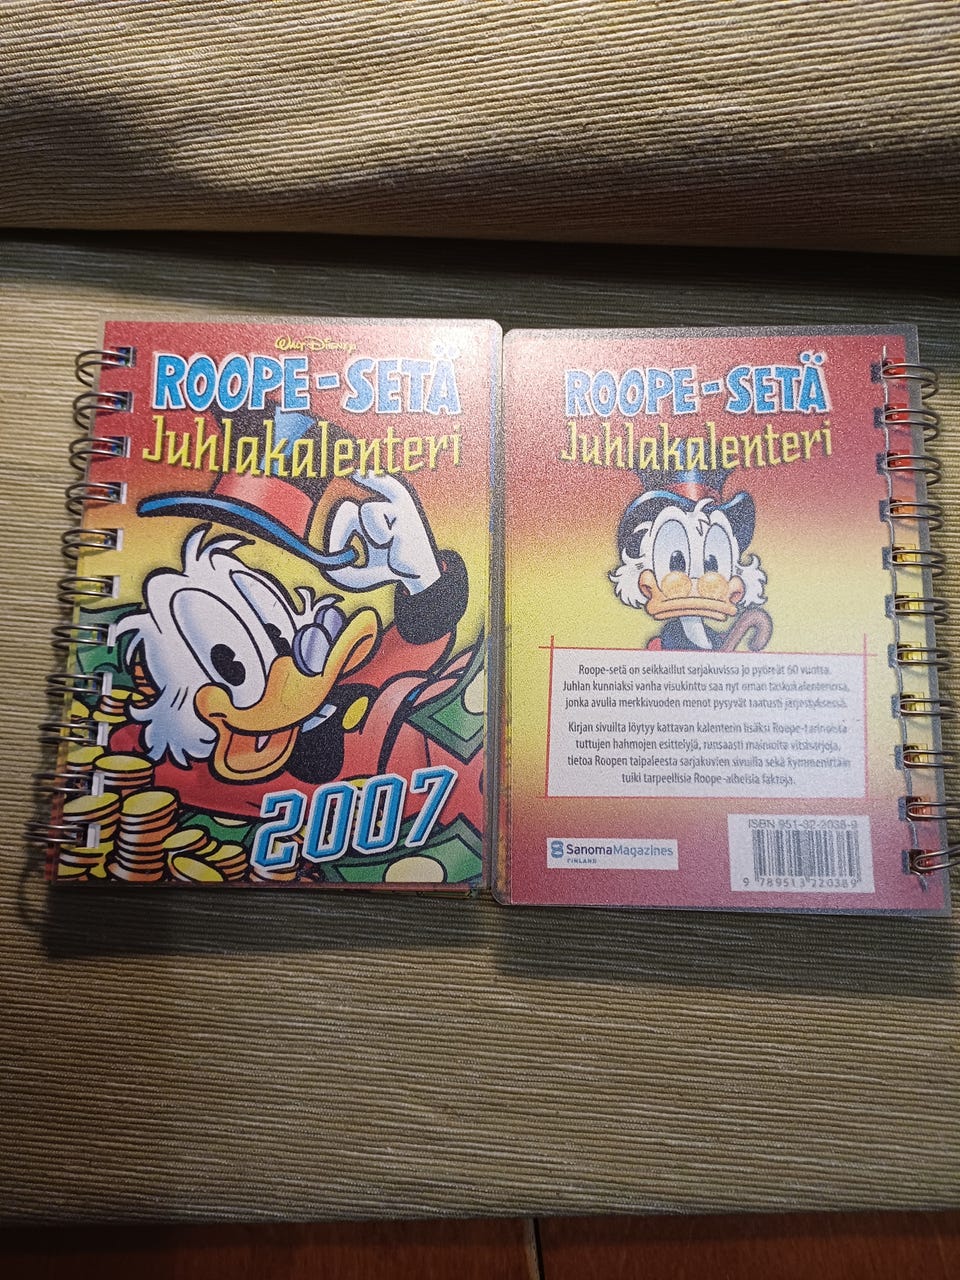 Walt Disney
ROOPE-SETÄ
Juhlakalenteri
2007
ROOPE-SETÄ
Juhlakalenteri
Roope-setä on seikkaillut sarjakuvissa jo pyöreät 60 vuotta.
Juhlan kunniaksi vanha visukinttu saa nyt oman taskukalenterinsa,
jonka avulla merkkivuoden menot pysyvät taatusti järjestyksessä.
Kirjan sivuilta löytyy kattavan kalenterin lisäksi Roope-tarinoista
tuttujen hahmojen esittelyjä, runsaasti mainioita vitsistrippejä,
tietoa Roopen taipaleesta sarjakuvien sivuilla sekä kymmenittäin
tuiki tarpeellisia Roope-aiheisia faktoja.
SanomaMagazines
FINLAND
ISBN 951-32-2038-9
9 789513 220389